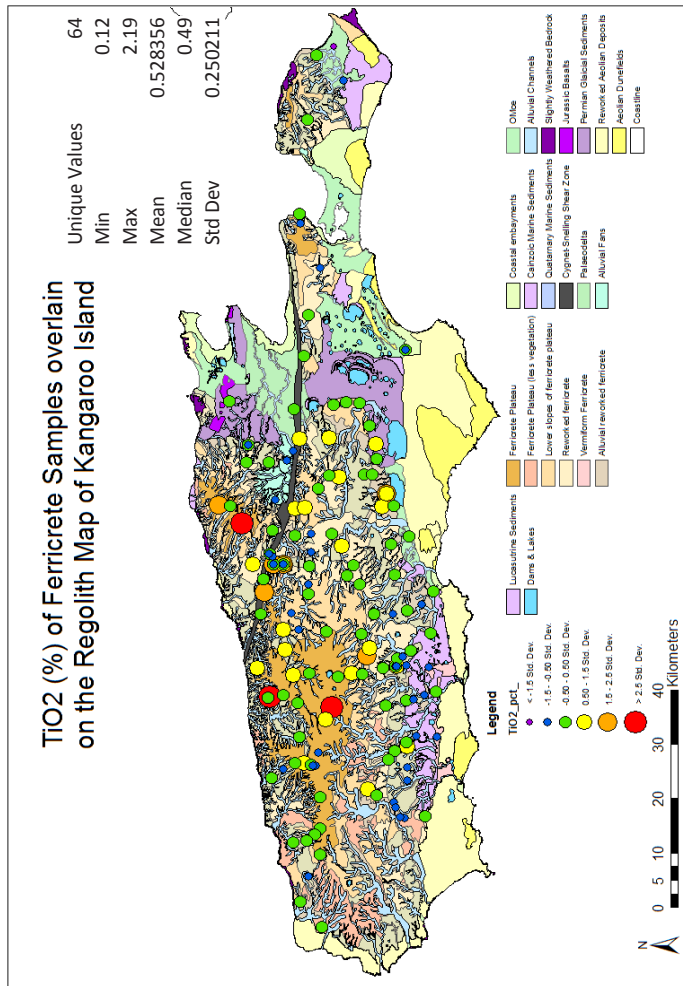 TiO2 (%) of Ferricrete Samples overlain
on the Regolith Map of Kangaroo Island
Unique Values 64
Min 0.12
Max 2.19
Mean 0.528356
Median 0.49
Std Dev 0.250211
Legend
TiO2_pct_
< -1.5 Std. Dev.
-1.5 - -0.50 Std. Dev.
-0.50 - 0.50 Std. Dev.
0.50 - 1.5 Std. Dev.
1.5 - 2.5 Std. Dev.
> 2.5 Std. Dev.
Lucasutrine Sediments
Dams & Lakes
Ferricrete Plateau
Ferricrete Plateau (less vegetation)
Lower slopes of ferricrete plateau
Reworked ferricrete
Vermiform Ferricrete
Alluvial reworked ferricrete
Coastal embayments
Cainzoic Marine Sediments
Quatarnary Marine Sediments
Cygnet-Snelling Shear Zone
Palaeodelta
Alluvial Fans
OMce
Alluvial Channels
Slightly Weathered Bedrock
Jurassic Basalts
Permian Glaicial Sediments
Reworked Aeolian Deposits
Aeolian Dunefields
Coastline
N
0 5 10 20 30 40
Kilometers